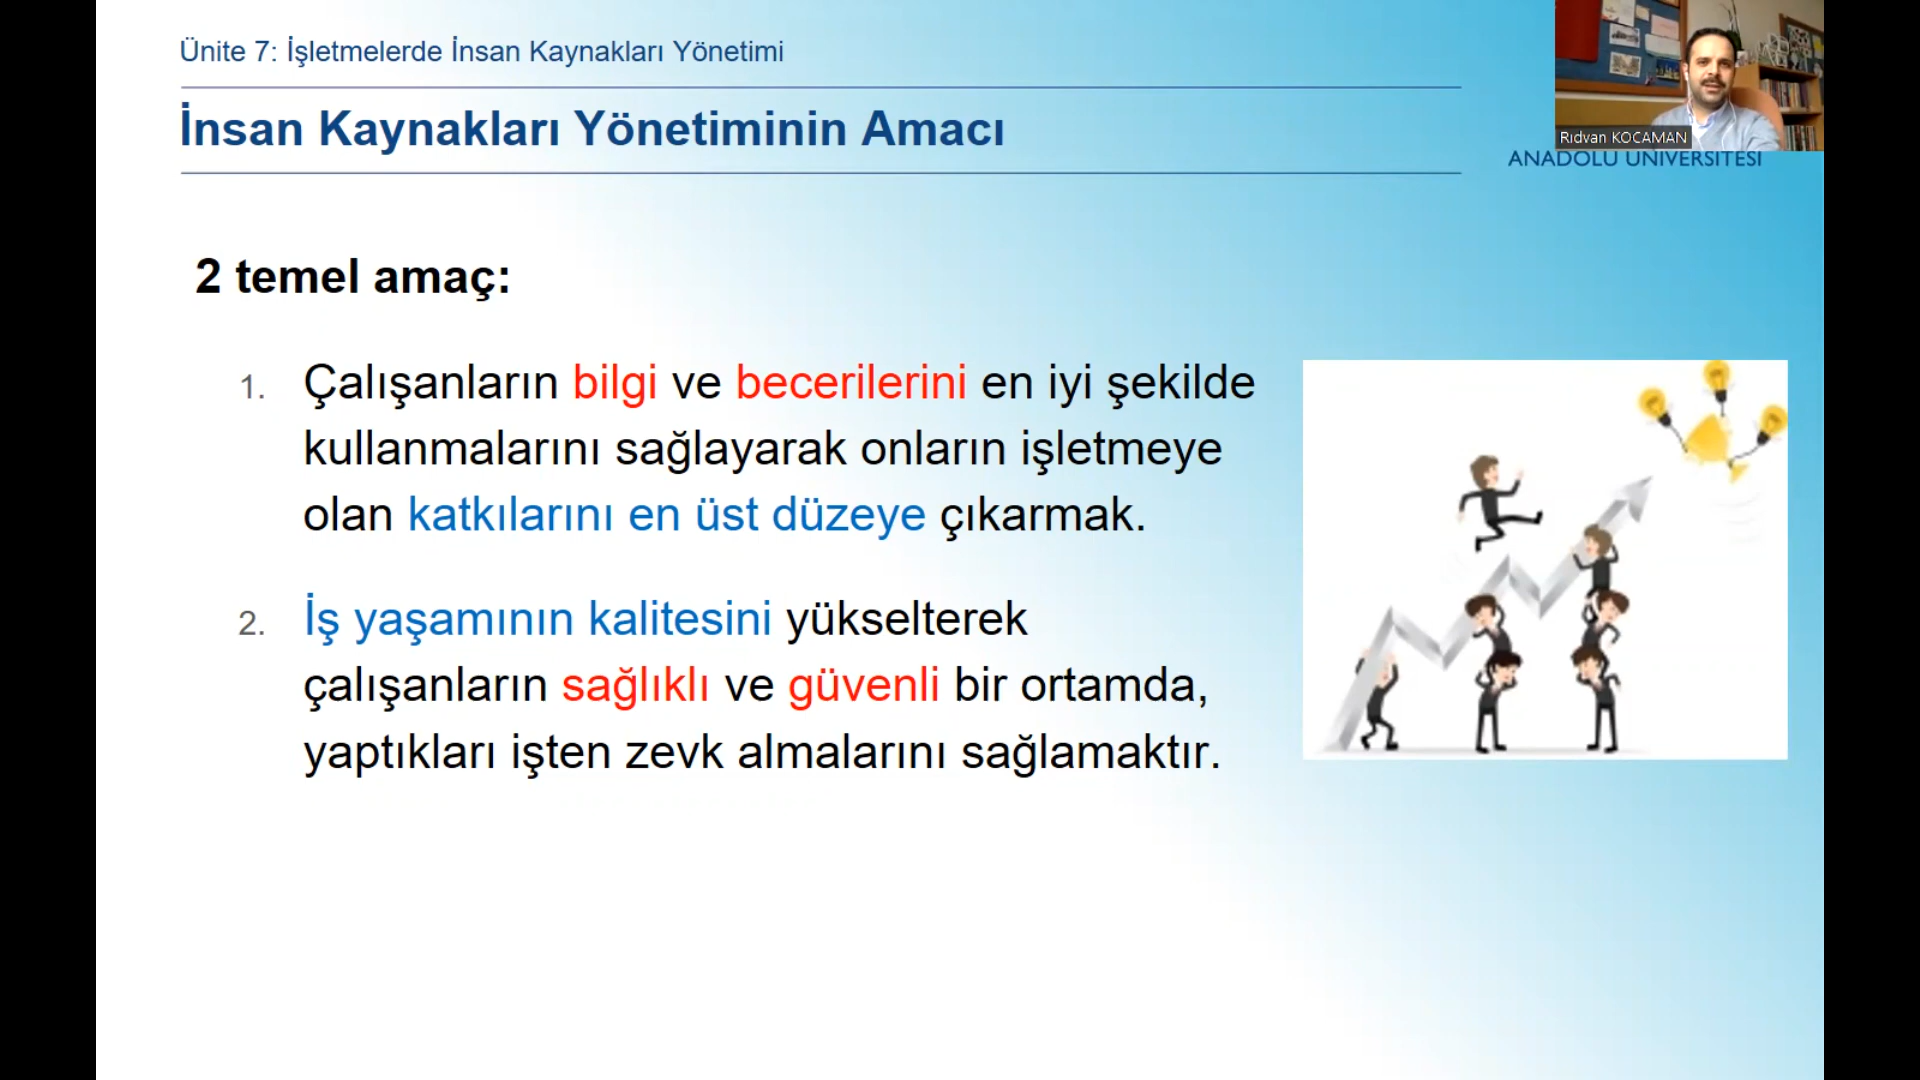 Ünite 7: İşletmelerde İnsan Kaynakları Yönetimi
İnsan Kaynakları Yönetiminin Amacı
Rıdvan KOCAMAN
ANADOLU ÜNİVERSİTESİ
2 temel amaç:
1. Çalışanların bilgi ve becerilerini en iyi şekilde
kullanmalarını sağlayarak onların işletmeye
olan katkılarını en üst düzeye çıkarmak.
2. İş yaşamının kalitesini yükselterek
çalışanların sağlıklı ve güvenli bir ortamda,
yaptıkları işten zevk almalarını sağlamaktır.